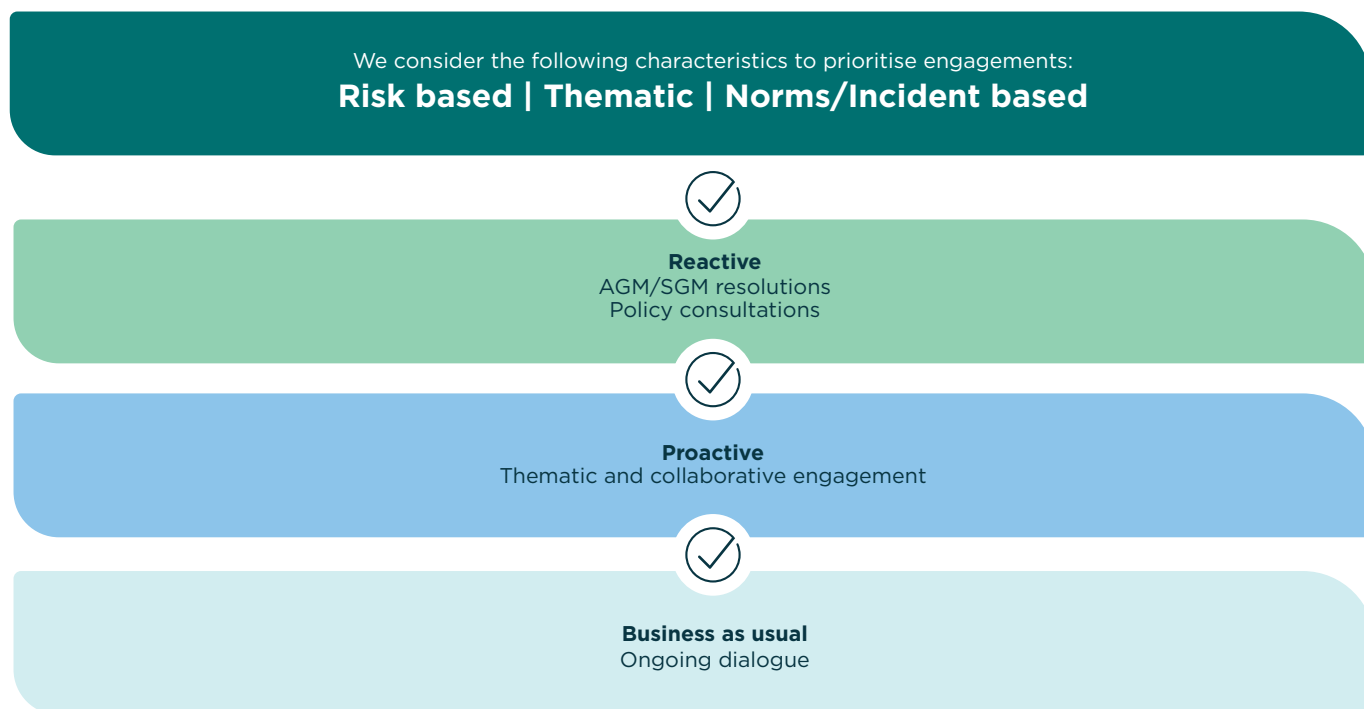 We consider the following characteristics to prioritise engagements:
Risk based | Thematic | Norms/Incident based
Reactive
AGM/SGM resolutions
Policy consultations
Proactive
Thematic and collaborative engagement
Business as usual
Ongoing dialogue